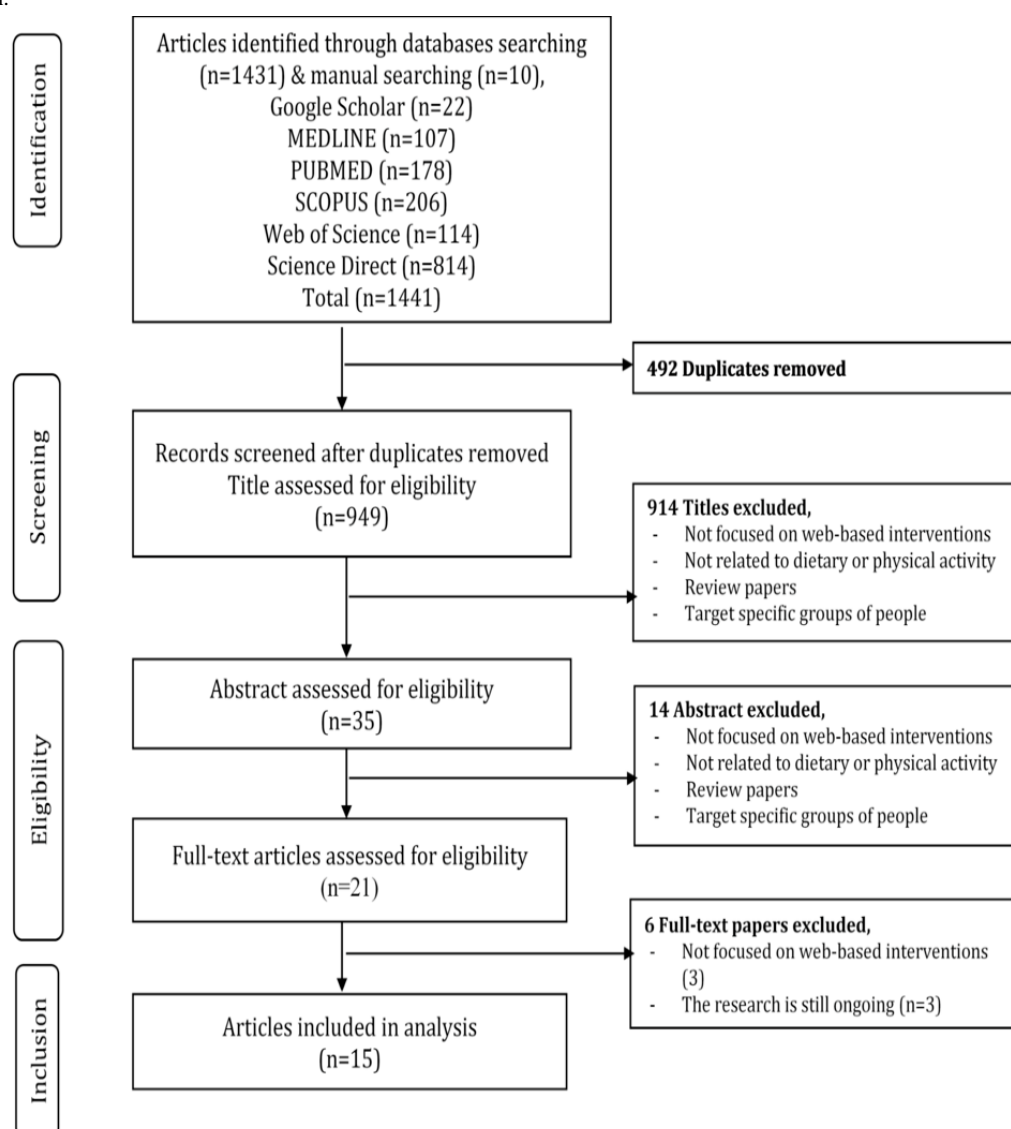 Identification
Articles identified through databases searching
(n=1431) & manual searching (n=10),
Google Scholar (n=22)
MEDLINE (n=107)
PUBMED (n=178)
SCOPUS (n=206)
Web of Science (n=114)
Science Direct (n=814)
Total (n=1441)
492 Duplicates removed
Screening
Records screened after duplicates removed
Title assessed for eligibility
(n=949)
914 Titles excluded,
- Not focused on web-based interventions
- Not related to dietary or physical activity
- Review papers
- Target specific groups of people
Eligibility
Abstract assessed for eligibility
(n=35)
14 Abstract excluded,
- Not focused on web-based interventions
- Not related to dietary or physical activity
- Review papers
- Target specific groups of people
Full-text articles assessed for eligibility
(n=21)
6 Full-text papers excluded,
- Not focused on web-based interventions
(3)
- The research is still ongoing (n=3)
Inclusion
Articles included in analysis
(n=15)